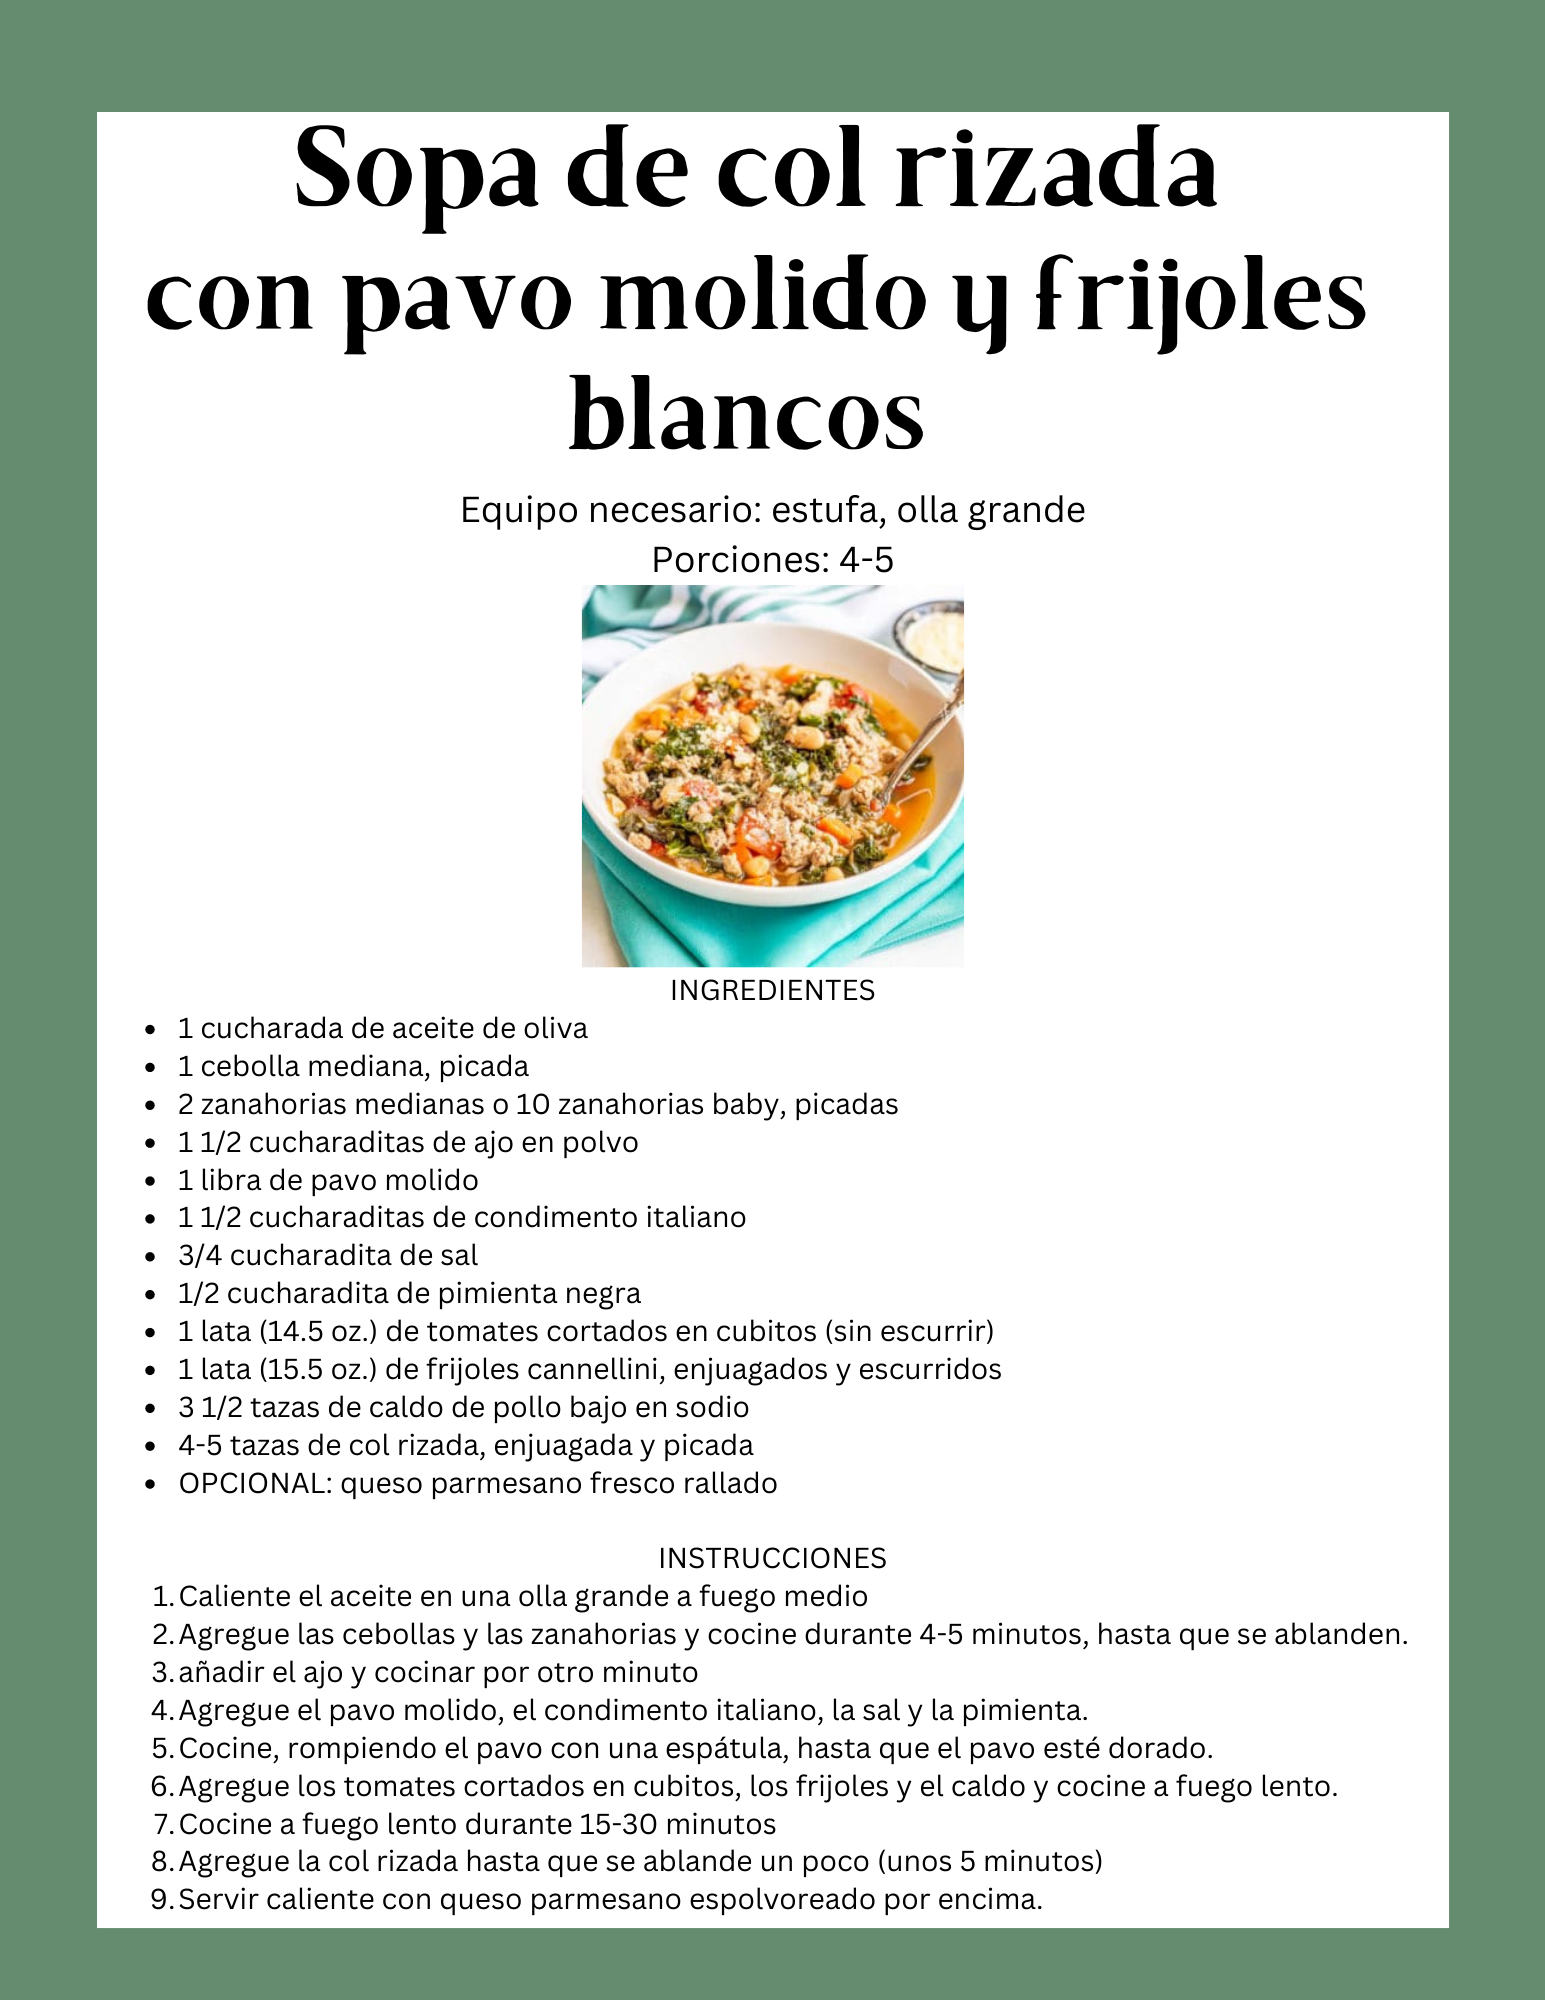 Sopa de col rizada
con pavo molido y frijoles
blancos
Equipo necesario: estufa, olla grande
Porciones: 4-5
INGREDIENTES
• 1 cucharada de aceite de oliva
• 1 cebolla mediana, picada
• 2 zanahorias medianas o 10 zanahorias baby, picadas
• 1 1/2 cucharaditas de ajo en polvo
• 1 libra de pavo molido
• 1 1/2 cucharaditas de condimento italiano
• 3/4 cucharadita de sal
• 1/2 cucharadita de pimienta negra
• 1 lata (14.5 oz.) de tomates cortados en cubitos (sin escurrir)
• 1 lata (15.5 oz.) de frijoles cannellini, enjuagados y escurridos
• 3 1/2 tazas de caldo de pollo bajo en sodio
• 4-5 tazas de col rizada, enjuagada y picada
• OPCIONAL: queso parmesano fresco rallado
INSTRUCCIONES
1. Caliente el aceite en una olla grande a fuego medio
2. Agregue las cebollas y las zanahorias y cocine durante 4-5 minutos, hasta que se ablanden.
3. añadir el ajo y cocinar por otro minuto
4. Agregue el pavo molido, el condimento italiano, la sal y la pimienta.
5. Cocine, rompiendo el pavo con una espátula, hasta que el pavo esté dorado.
6. Agregue los tomates cortados en cubitos, los frijoles y el caldo y cocine a fuego lento.
7. Cocine a fuego lento durante 15-30 minutos
8. Agregue la col rizada hasta que se ablande un poco (unos 5 minutos)
9. Servir caliente con queso parmesano espolvoreado por encima.